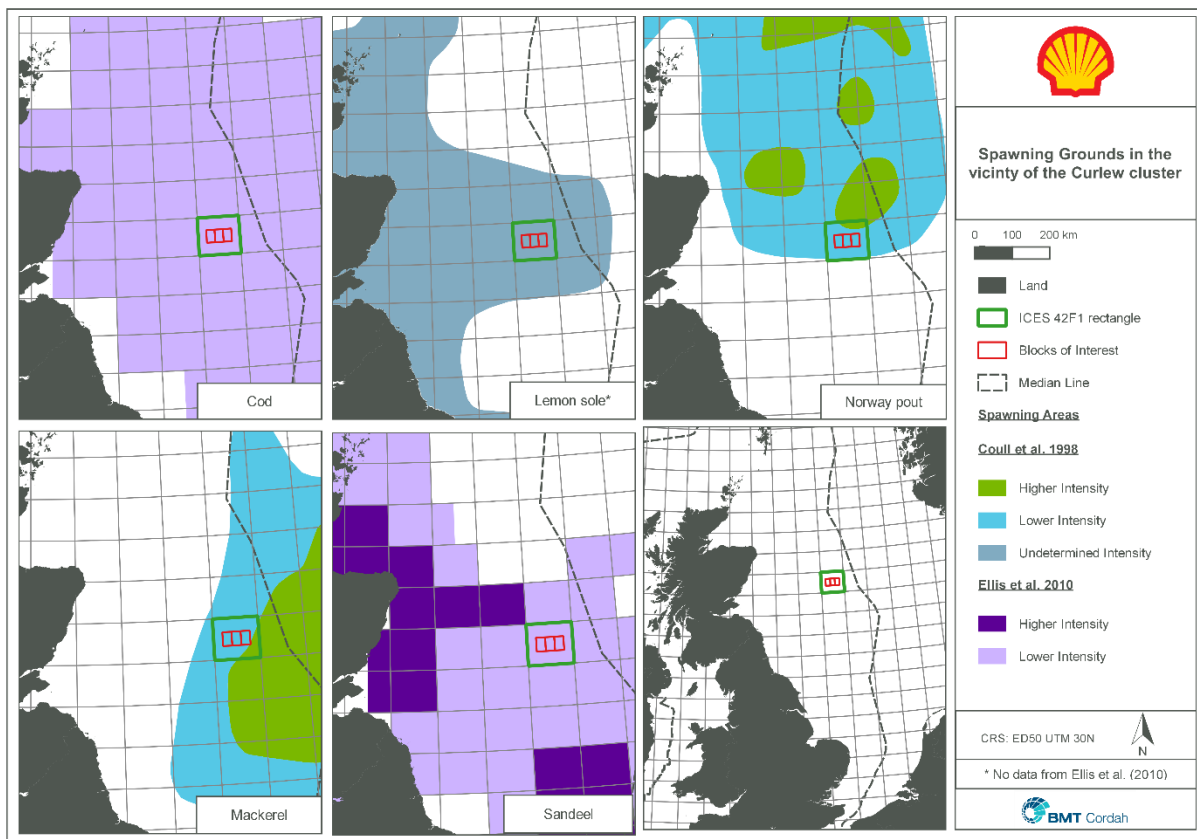 Cod
Lemon sole*
Norway pout
Mackerel
Sandeel
Spawning Grounds in the
vicinty of the Curlew cluster
0 100 200 km
Land
ICES 42F1 rectangle
Blocks of Interest
Median Line
Spawning Areas
Coull et al. 1998
Higher Intensity
Lower Intensity
Undetermined Intensity
Ellis et al. 2010
Higher Intensity
Lower Intensity
CRS: ED50 UTM 30N
N
* No data from Ellis et al. (2010)
BMT Cordah